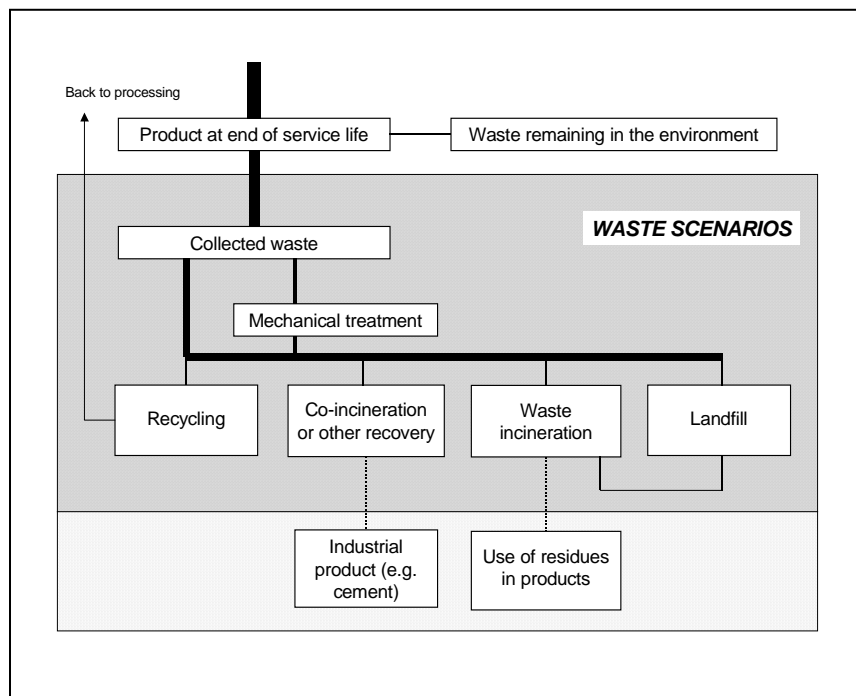 Back to processing
Product at end of service life
Waste remaining in the environment
WASTE SCENARIOS
Collected waste
Mechanical treatment
Recycling
Co-incineration
or other recovery
Waste
incineration
Landfill
Industrial
product (e.g.
cement)
Use of residues
in products